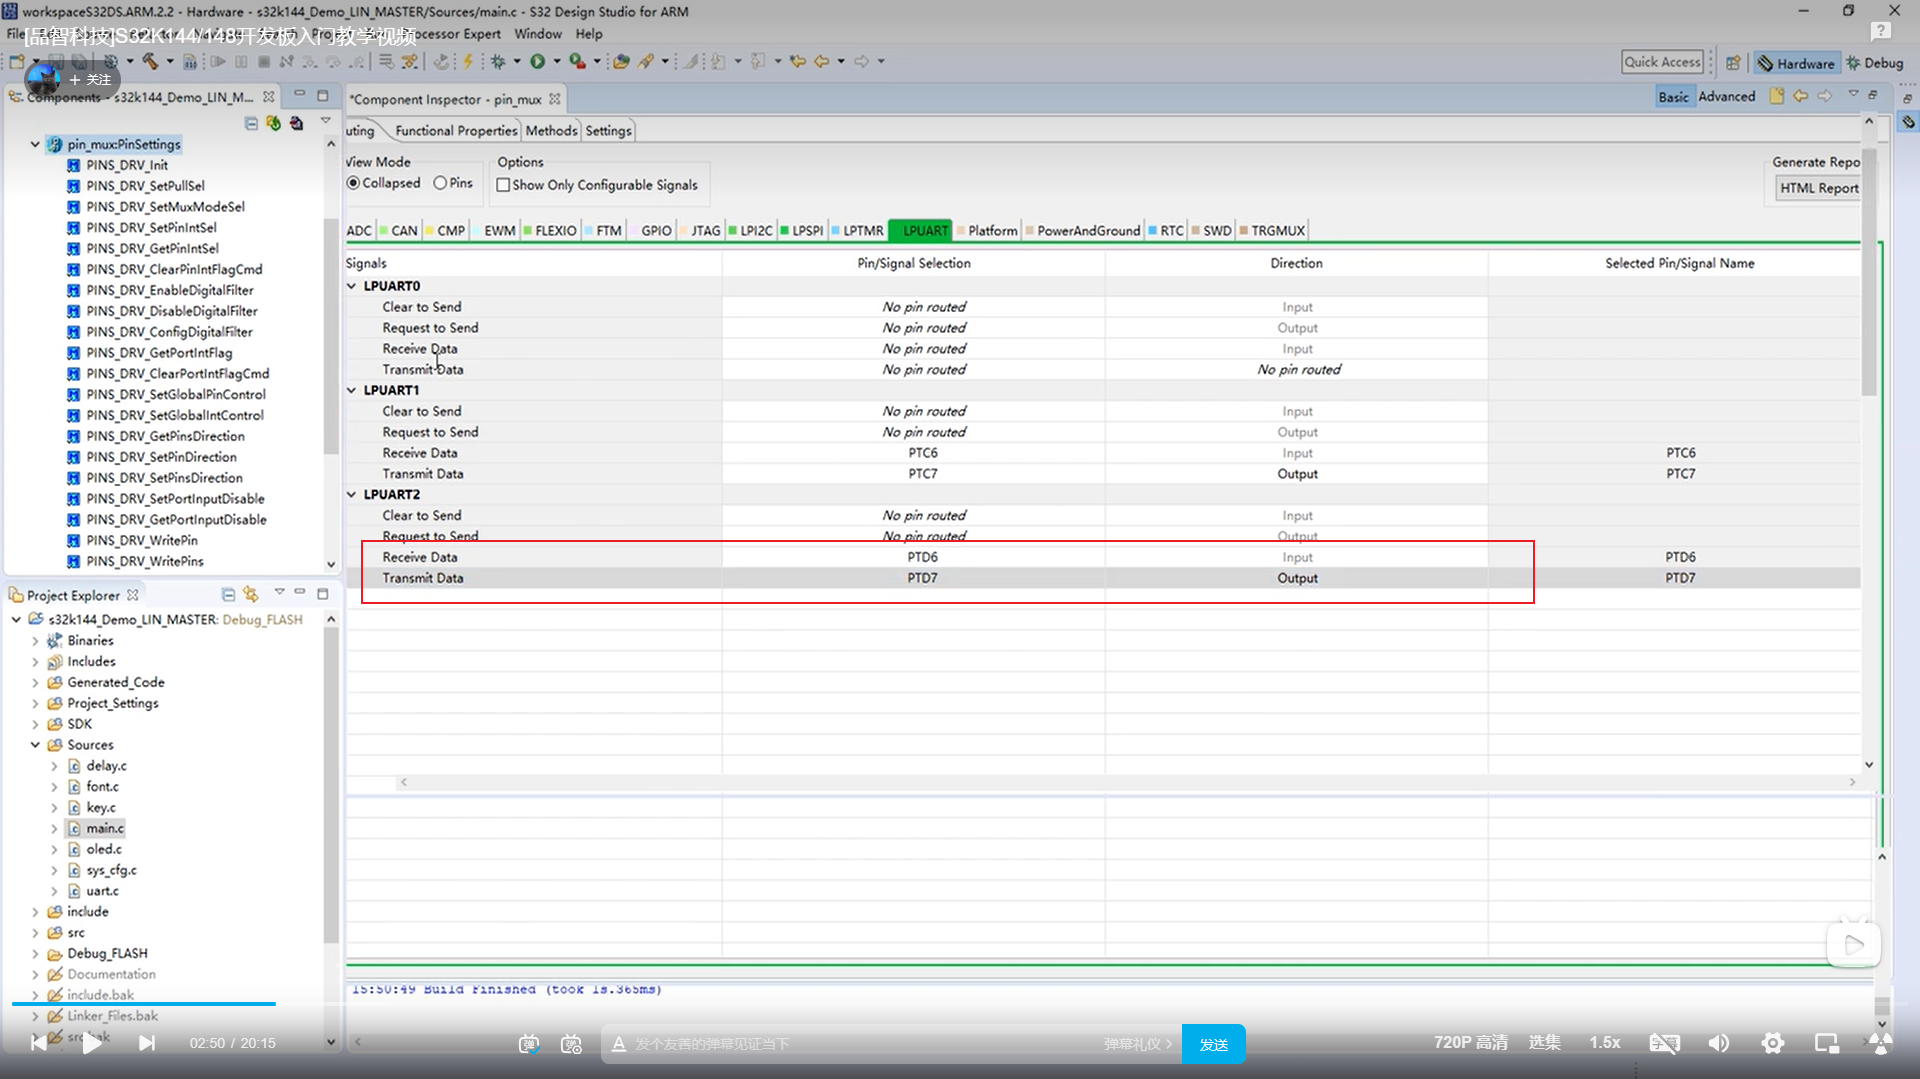 workspaceS32DS.ARM.2.2 - Hardware - s32k144_Demo_LIN_MASTER/Sources/main.c - S32 Design Studio for ARM
[品智科技]S32K144/148开发板入门教学视频
ocessor Expert Window Help
+ 关注
Quick Access
Hardware
Debug
Components - s32k144_Demo_LIN_M...
*Component Inspector - pin_mux
Basic
Advanced
uting
Functional Properties
Methods
Settings
pin_mux:PinSettings
PINS_DRV_Init
PINS_DRV_SetPullSel
PINS_DRV_SetMuxModeSel
PINS_DRV_SetPinIntSel
PINS_DRV_GetPinIntSel
PINS_DRV_ClearPinIntFlagCmd
PINS_DRV_EnableDigitalFilter
PINS_DRV_DisableDigitalFilter
PINS_DRV_ConfigDigitalFilter
PINS_DRV_GetPortIntFlag
PINS_DRV_ClearPortIntFlagCmd
PINS_DRV_SetGlobalPinControl
PINS_DRV_SetGlobalIntControl
PINS_DRV_GetPinsDirection
PINS_DRV_SetPinDirection
PINS_DRV_SetPinsDirection
PINS_DRV_SetPortInputDisable
PINS_DRV_GetPortInputDisable
PINS_DRV_WritePin
PINS_DRV_WritePins
View Mode
Collapsed
Pins
Options
Show Only Configurable Signals
Generate Repo
HTML Report
ADC CAN CMP EWM FLEXIO FTM GPIO JTAG LPI2C LPSPI LPTMR LPUART Platform PowerAndGround RTC SWD TRGMUX
Signals Pin/Signal Selection Direction Selected Pin/Signal Name
LPUART0
Clear to Send No pin routed Input
Request to Send No pin routed Output
Receive Data No pin routed Input
Transmit Data No pin routed No pin routed
LPUART1
Clear to Send No pin routed Input
Request to Send No pin routed Output
Receive Data PTC6 Input PTC6
Transmit Data PTC7 Output PTC7
LPUART2
Clear to Send No pin routed Input
Request to Send No pin routed Output
Receive Data PTD6 Input PTD6
Transmit Data PTD7 Output PTD7
Project Explorer
s32k144_Demo_LIN_MASTER: Debug_FLASH
Binaries
Includes
Generated_Code
Project_Settings
SDK
Sources
delay.c
font.c
key.c
main.c
oled.c
sys_cfg.c
uart.c
include
src
Debug_FLASH
Documentation
include.bak
Linker_Files.bak
src.bak
15:50:49 Build Finished (took 1s.365ms)
02:50 / 20:15
弹
发个友善的弹幕见证当下
弹幕礼仪 >
发送
720P 高清
选集
1.5x
字幕